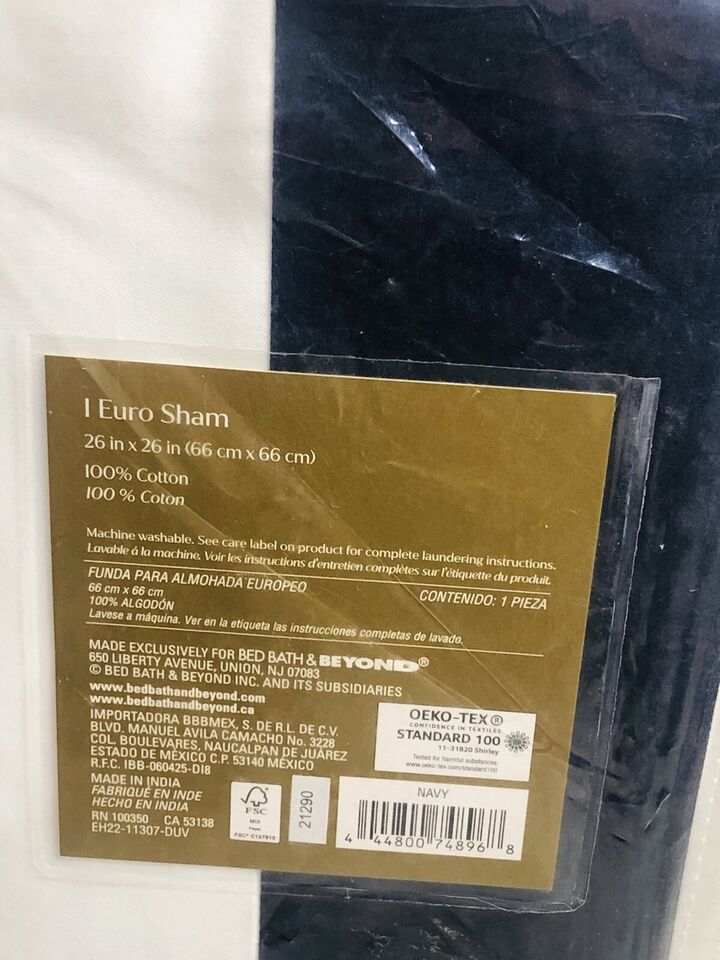 1 Euro Sham
26 in x 26 in (66 cm x 66 cm)
100% Cotton
100 % Coton
Machine washable. See care label on product for complete laundering instructions.
Lavable á la machine. Voir les instructions d'entretien complètes sur l'étiquette du produit.
FUNDA PARA ALMOHADA EUROPEO
CONTENIDO: 1 PIEZA
66 cm x 66 cm
100% ALGODÓN
Lavese a máquina. Ver en la etiqueta las instrucciones completas de lavado.
MADE EXCLUSIVELY FOR BED BATH & BEYOND®
650 LIBERTY AVENUE, UNION, NJ 07083
© BED BATH & BEYOND INC. AND ITS SUBSIDIARIES
www.bedbathandbeyond.com
www.bedbathandbeyond.ca
IMPORTADORA BBBMEX, S. DE R.L. DE C.V.
BLVD. MANUEL AVILA CAMACHO No. 3228
COL. BOULEVARES, NAUCALPAN DE JUÁREZ
ESTADO DE MÉXICO C.P. 53140 MÉXICO
R.F.C. IBB-060425-DI8
MADE IN INDIA
FABRIQUÉ EN INDE
HECHO EN INDIA
RN 100350 CA 53138
EH22-11307-DUV
FSC
MIX
Paper
FSC® C127810
21290
OEKO-TEX®
CONFIDENCE IN TEXTILES
STANDARD 100
11-31820 Shirley
Tested for harmful substances.
www.oeko-tex.com/standard100
NAVY
4 44800 74896 8